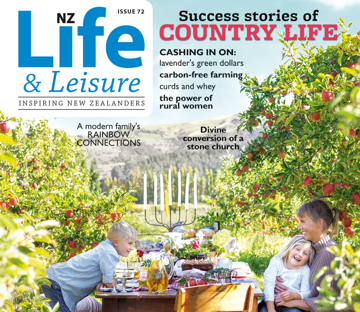 NZ
ISSUE 72
Life
& Leisure
INSPIRING NEW ZEALANDERS
Success stories of
COUNTRY LIFE
CASHING IN ON:
lavender's green dollars
carbon-free farming
curds and whey
the power of
rural women
A modern family's
RAINBOW
CONNECTIONS
Divine
conversion of a
stone church